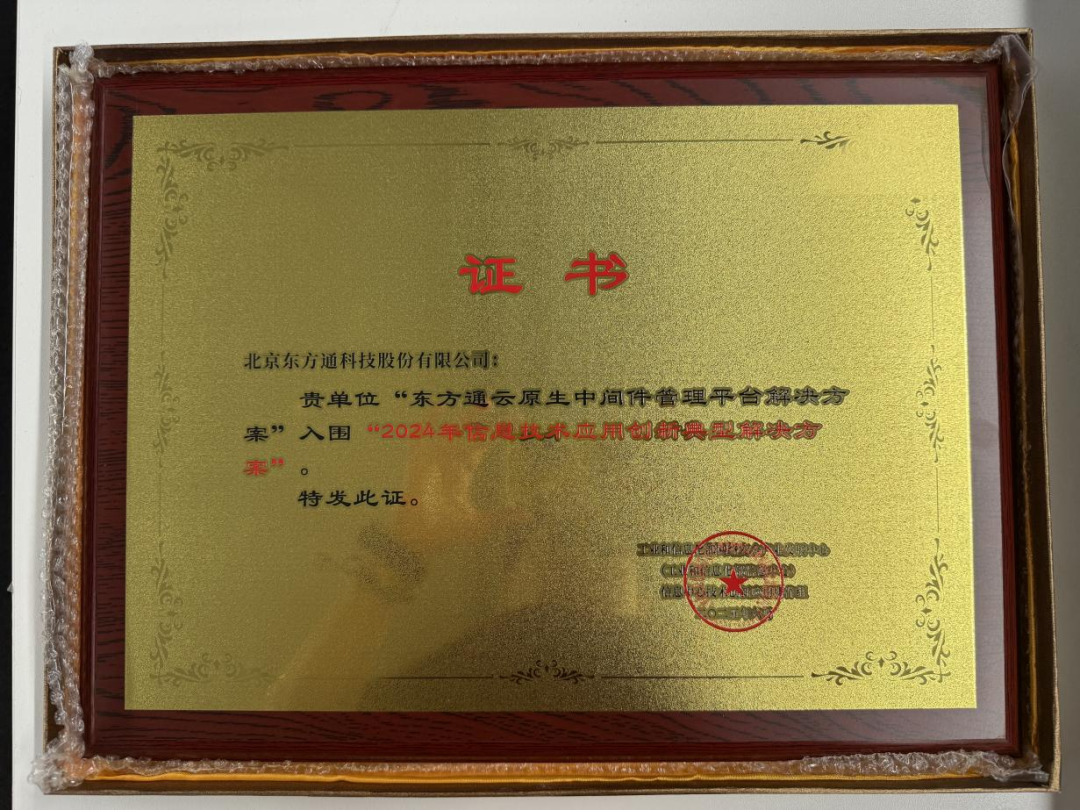 证 书
北京东方通科技股份有限公司：
贵单位“东方通云原生中间件管理平台解决方
案”入围“2024年信息技术应用创新典型解决方
案”。
特发此证。